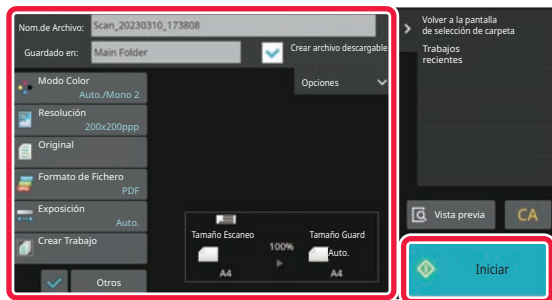 Nom.de Archivo:
Scan_20230310_173808
Guardado en:
Main Folder
Crear archivo descargable
Opciones
Modo Color
Auto./Mono 2
Resolución
200x200ppp
Original
Formato de Fichero
PDF
Exposición
Auto.
Crear Trabajo
Otros
Tamaño Escaneo
100%
Tamaño Guard
Auto.
A4
A4
Volver a la pantalla
de selección de carpeta
Trabajos
recientes
Vista previa
CA
Iniciar